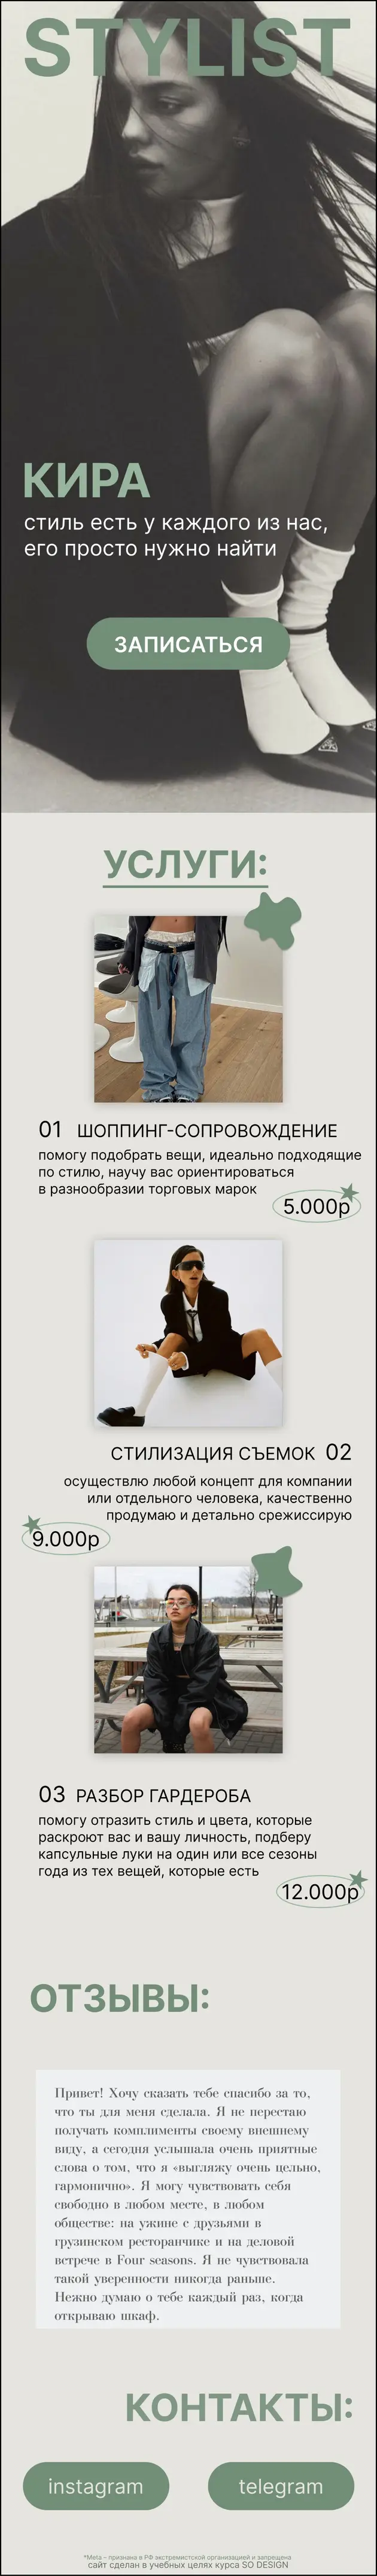 STYLIST
КИРА
стиль есть у каждого из нас,
его просто нужно найти
ЗАПИСАТЬСЯ
УСЛУГИ:
01 ШОППИНГ-СОПРОВОЖДЕНИЕ
помогу подобрать вещи, идеально подходящие
по стилю, научу вас ориентироваться
в разнообразии торговых марок
5.000р
СТИЛИЗАЦИЯ СЪЕМОК 02
осуществлю любой концепт для компании
или отдельного человека, качественно
продумаю и детально срежиссирую
9.000р
03 РАЗБОР ГАРДЕРОБА
помогу отразить стиль и цвета, которые
раскроют вас и вашу личность, подберу
капсульные луки на один или все сезоны
года из тех вещей, которые есть
12.000р
ОТЗЫВЫ:
Привет! Хочу сказать тебе спасибо за то,
что ты для меня сделала. Я не перестаю
получать комплименты своему внешнему
виду, а сегодня услышала очень приятные
слова о том, что я «выгляжу очень цельно,
гармонично». Я могу чувствовать себя
свободно в любом месте, в любом
обществе: на ужине с друзьями в
грузинском ресторанчике и на деловой
встрече в Four seasons. Я не чувствовала
такой уверенности никогда раньше.
Нежно думаю о тебе каждый раз, когда
открываю шкаф.
КОНТАКТЫ:
instagram
telegram
*Meta - признана в РФ экстремистской организацией и запрещена
сайт сделан в учебных целях курса SO DESIGN